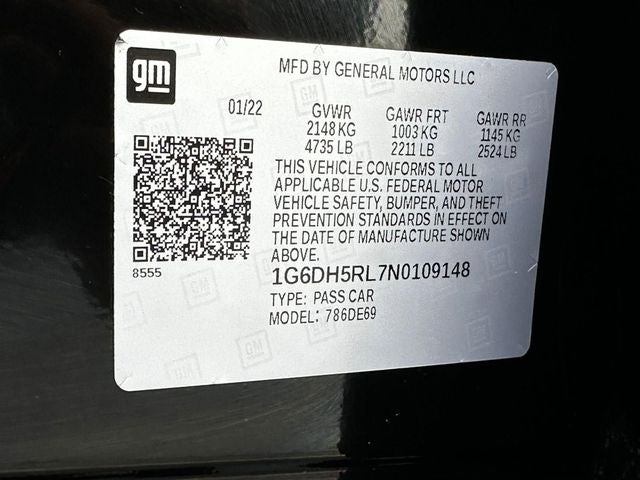 gm
MFD BY GENERAL MOTORS LLC
01/22 GVWR GAWR FRT GAWR RR
2148 KG 1003 KG 1145 KG
4735 LB 2211 LB 2524 LB
THIS VEHICLE CONFORMS TO ALL
APPLICABLE U.S. FEDERAL MOTOR
VEHICLE SAFETY, BUMPER, AND THEFT
PREVENTION STANDARDS IN EFFECT ON
THE DATE OF MANUFACTURE SHOWN
ABOVE.
8555
1G6DH5RL7N0109148
TYPE: PASS CAR
MODEL: 786DE69